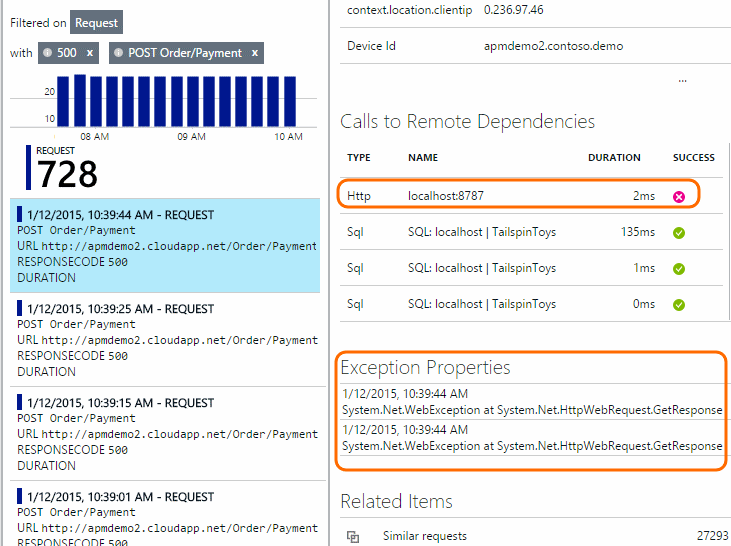 Filtered on Request
with 500 x POST Order/Payment x
20
10
08 AM 09 AM 10 AM
REQUEST
728
1/12/2015, 10:39:44 AM - REQUEST
POST Order/Payment
URL http://apmdemo2.cloudapp.net/Order/Payment
RESPONSECODE 500
DURATION
1/12/2015, 10:39:25 AM - REQUEST
POST Order/Payment
URL http://apmdemo2.cloudapp.net/Order/Payment
RESPONSECODE 500
DURATION
1/12/2015, 10:39:15 AM - REQUEST
POST Order/Payment
URL http://apmdemo2.cloudapp.net/Order/Payment
RESPONSECODE 500
DURATION
1/12/2015, 10:39:01 AM - REQUEST
POST Order/Payment
URL http://apmdemo2.cloudapp.net/Order/Payment
RESPONSECODE 500
context.location.clientip 0.236.97.46
Device Id apmdemo2.contoso.demo
...
Calls to Remote Dependencies
TYPE NAME DURATION SUCCESS
Http localhost:8787 2ms
Sql SQL: localhost | TailspinToys 135ms
Sql SQL: localhost | TailspinToys 1ms
Sql SQL: localhost | TailspinToys 0ms
Exception Properties
1/12/2015, 10:39:44 AM
System.Net.WebException at System.Net.HttpWebRequest.GetResponse
1/12/2015, 10:39:44 AM
System.Net.WebException at System.Net.HttpWebRequest.GetResponse
Related Items
Similar requests 27293